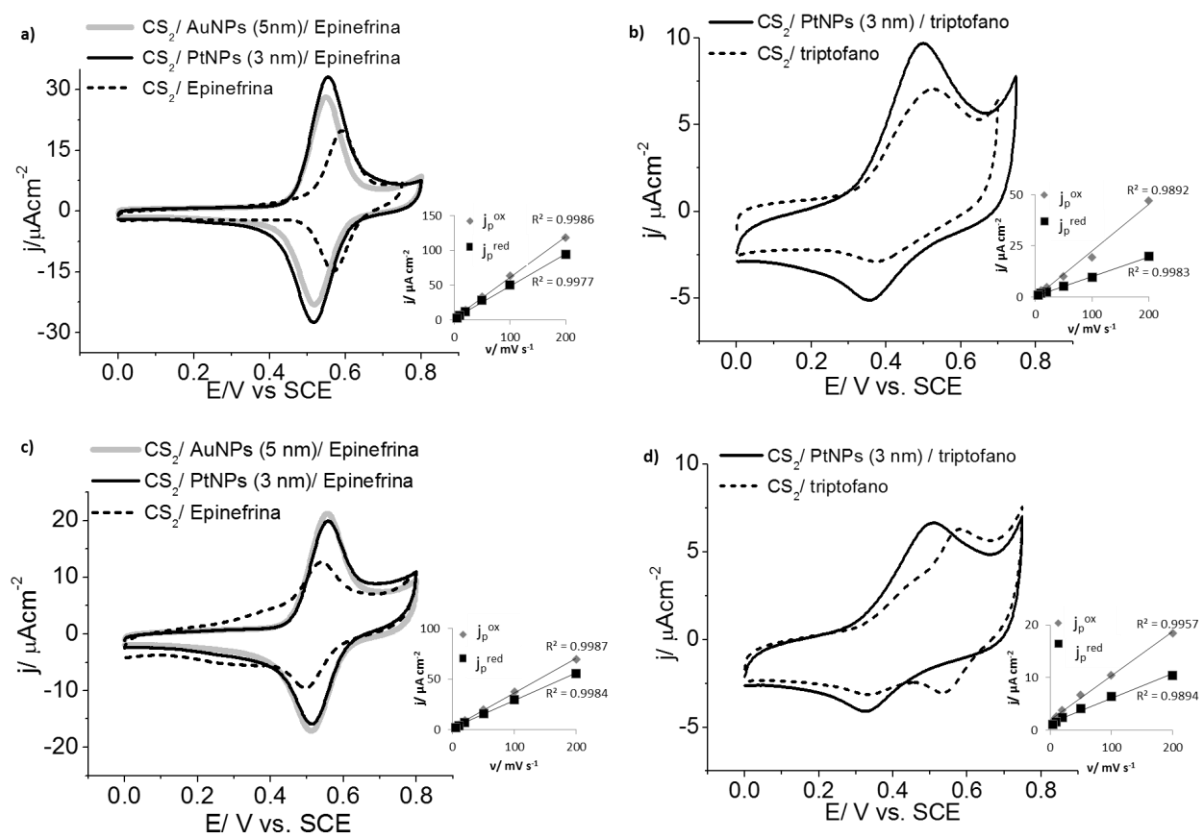 a)
CS₂/ AuNPs (5nm)/ Epinefrina
CS₂/ PtNPs (3 nm)/ Epinefrina
CS₂/ Epinefrina
30
15
0
-15
-30
j/ µAcm⁻²
0.0 0.2 0.4 0.6 0.8
E/V vs SCE
150
100
50
0
j/ µA cm⁻²
jₚᵒˣ
jₚʳᵉᵈ
R² = 0.9986
R² = 0.9977
0 100 200
v/ mV s⁻¹
b)
CS₂/ PtNPs (3 nm) / triptofano
CS₂/ triptofano
10
5
0
-5
j/ µAcm⁻²
0.0 0.2 0.4 0.6 0.8
E/ V vs. SCE
50
25
0
j/ µA cm⁻²
jₚᵒˣ
jₚʳᵉᵈ
R² = 0.9892
R² = 0.9983
0 100 200
v/ mV s⁻¹
c)
CS₂/ AuNPs (5 nm)/ Epinefrina
CS₂/ PtNPs (3 nm)/ Epinefrina
CS₂/ Epinefrina
20
10
0
-10
-20
j/ µAcm⁻²
0.0 0.2 0.4 0.6 0.8
E/ V vs. SCE
100
50
0
j/ µA cm⁻²
jₚᵒˣ
jₚʳᵉᵈ
R² = 0.9987
R² = 0.9984
0 100 200
v/ mV s⁻¹
d)
CS₂/ PtNPs (3 nm) / triptofano
CS₂/ triptofano
10
5
0
-5
j/ µAcm⁻²
0.0 0.2 0.4 0.6 0.8
E/ V vs. SCE
20
10
0
j/ µA cm⁻²
jₚᵒˣ
jₚʳᵉᵈ
R² = 0.9957
R² = 0.9894
0 100 200
v/ mV s⁻¹